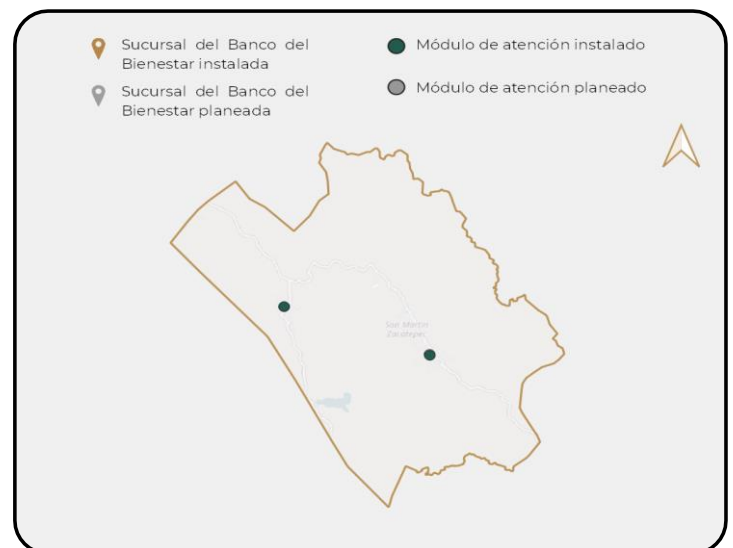 Sucursal del Banco del
Bienestar instalada
Sucursal del Banco del
Bienestar planeada
Módulo de atención instalado
Módulo de atención planeado
San Martín
Zacatepec